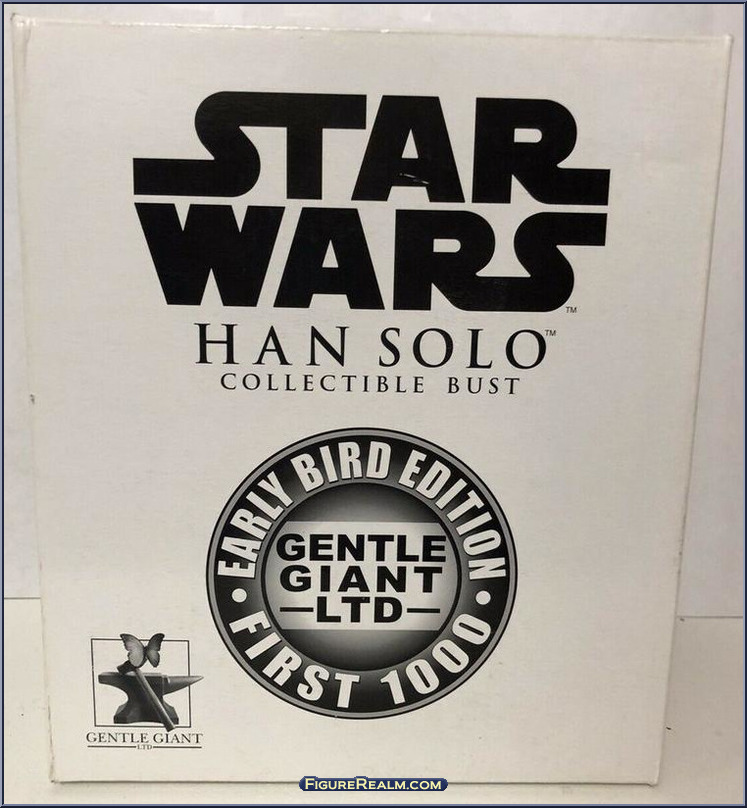 STAR
WARS
TM
HAN SOLO™
COLLECTIBLE BUST
• EARLY BIRD EDITION •
GENTLE
GIANT
LTD
FIRST 1000
GENTLE GIANT
LTD
FIGUREREALM.COM